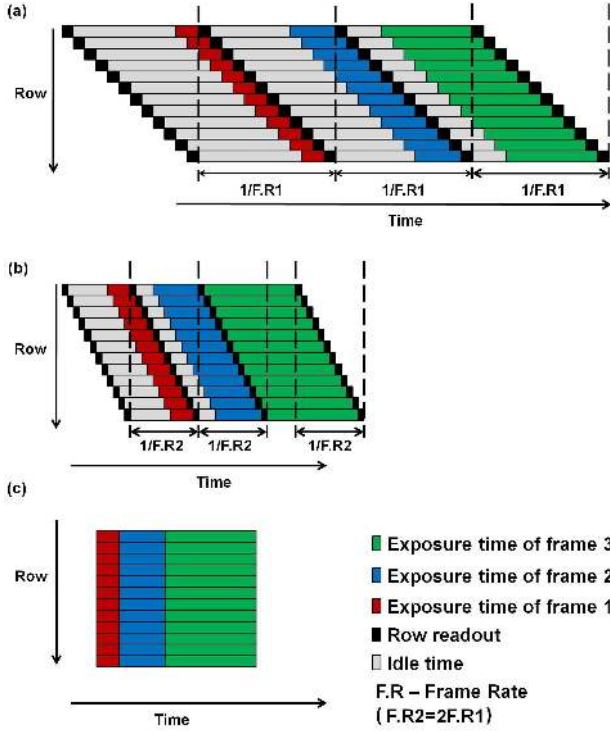 (a)
Row
1/F.R1
1/F.R1
1/F.R1
Time
(b)
Row
1/F.R2
1/F.R2
1/F.R2
Time
(c)
Row
Time
Exposure time of frame 3
Exposure time of frame 2
Exposure time of frame 1
Row readout
Idle time
F.R – Frame Rate
( F.R2=2F.R1)